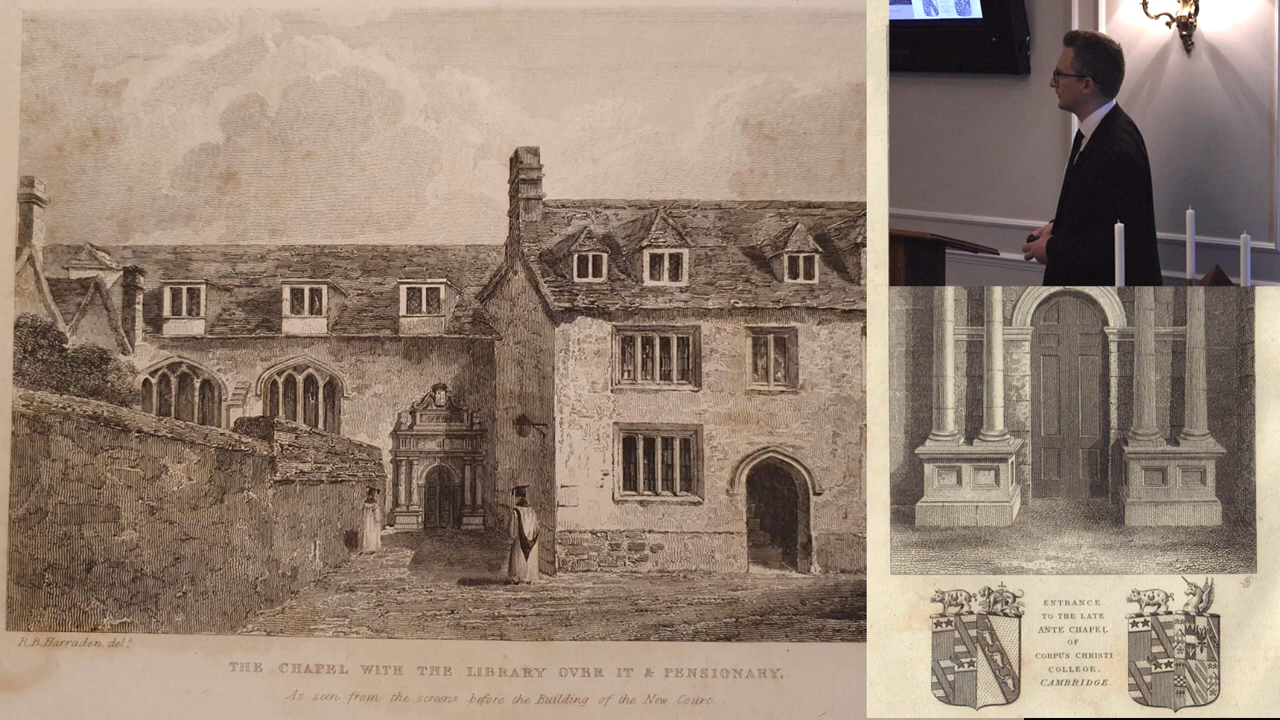 R.B.Harraden. del.t
THE CHAPEL WITH THE LIBRARY OVER IT & PENSIONARY.
As seen from the screens before the Building of the New Court.
ENTRANCE
TO THE LATE
ANTE CHAPEL
OF
CORPUS CHRISTI
COLLEGE.
CAMBRIDGE.